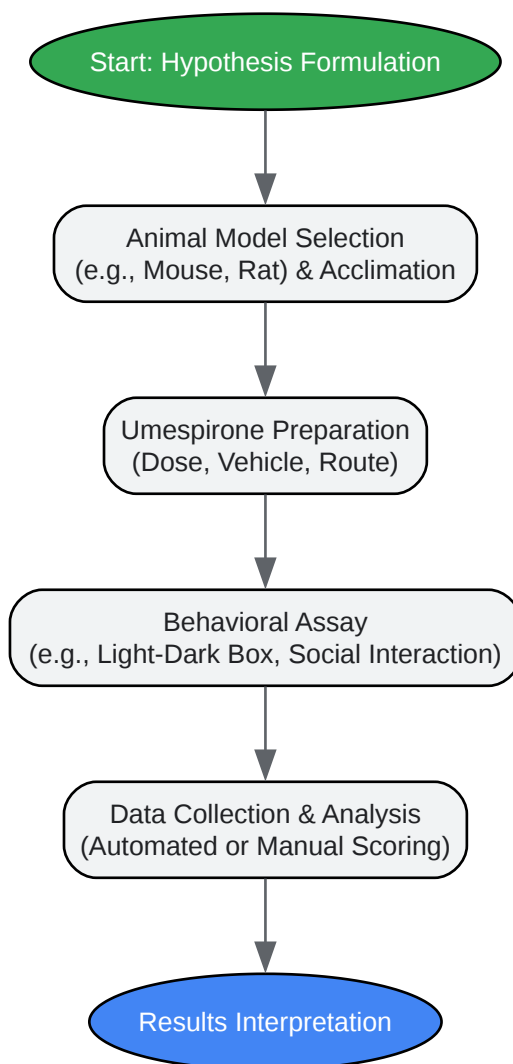 Start: Hypothesis Formulation
Animal Model Selection
(e.g., Mouse, Rat) & Acclimation
Umespirone Preparation
(Dose, Vehicle, Route)
Behavioral Assay
(e.g., Light-Dark Box, Social Interaction)
Data Collection & Analysis
(Automated or Manual Scoring)
Results Interpretation